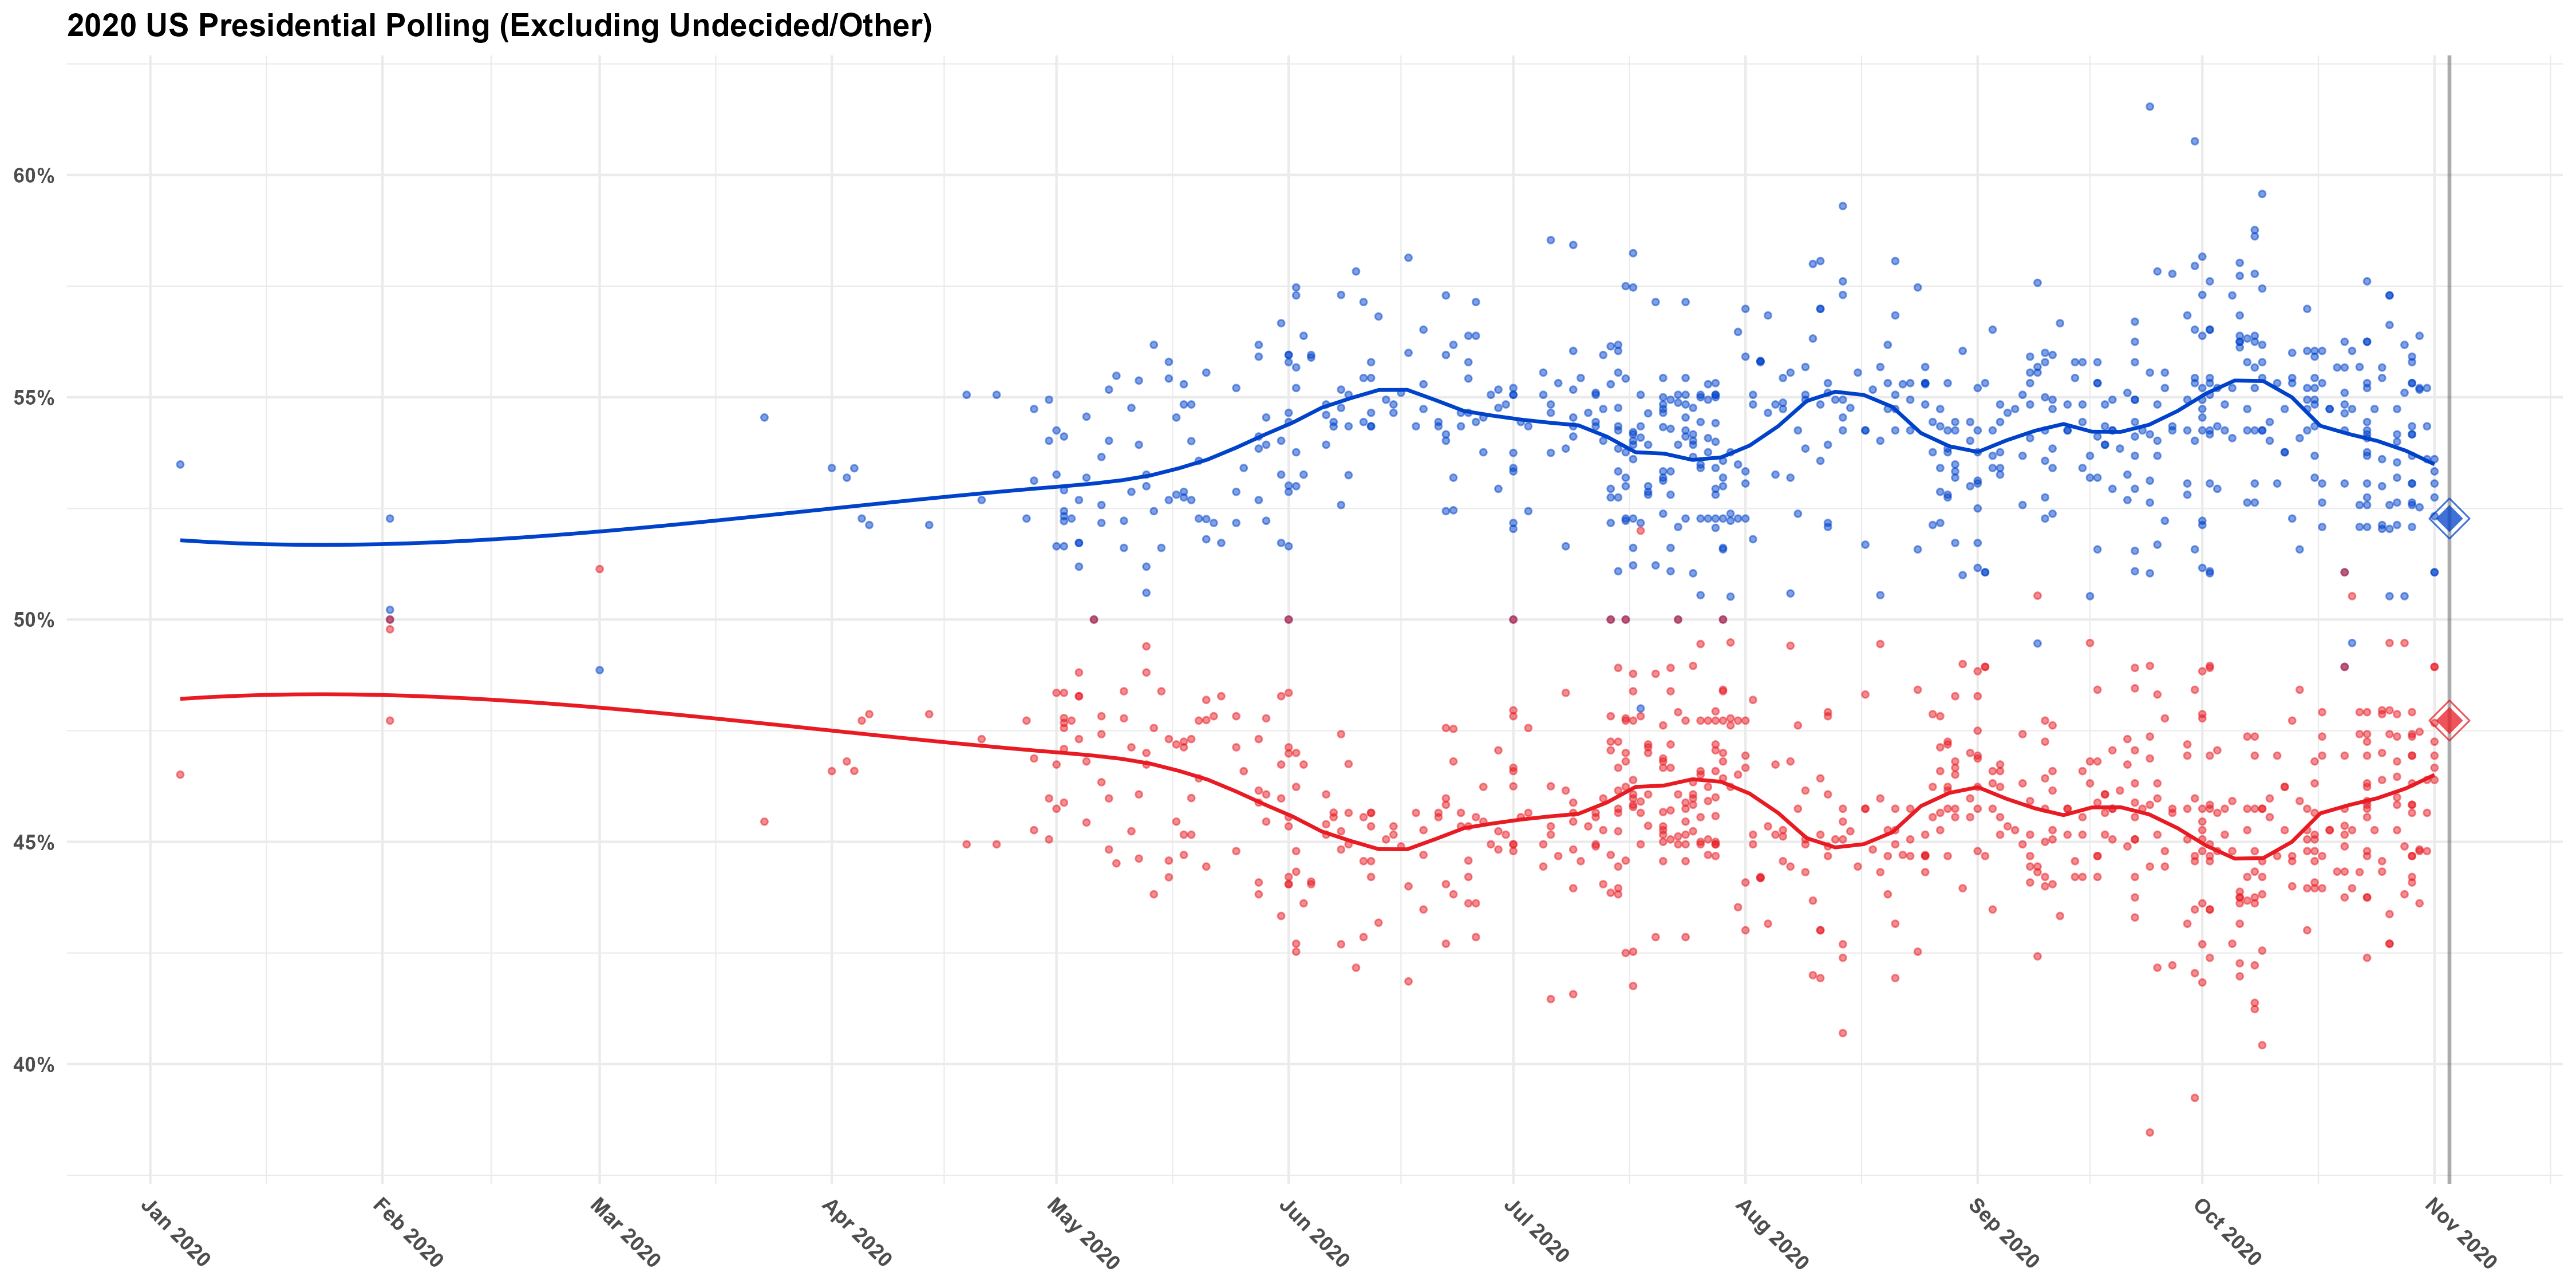 2020 US Presidential Polling (Excluding Undecided/Other)
60%
55%
50%
45%
40%
Jan 2020
Feb 2020
Mar 2020
Apr 2020
May 2020
Jun 2020
Jul 2020
Aug 2020
Sep 2020
Oct 2020
Nov 2020